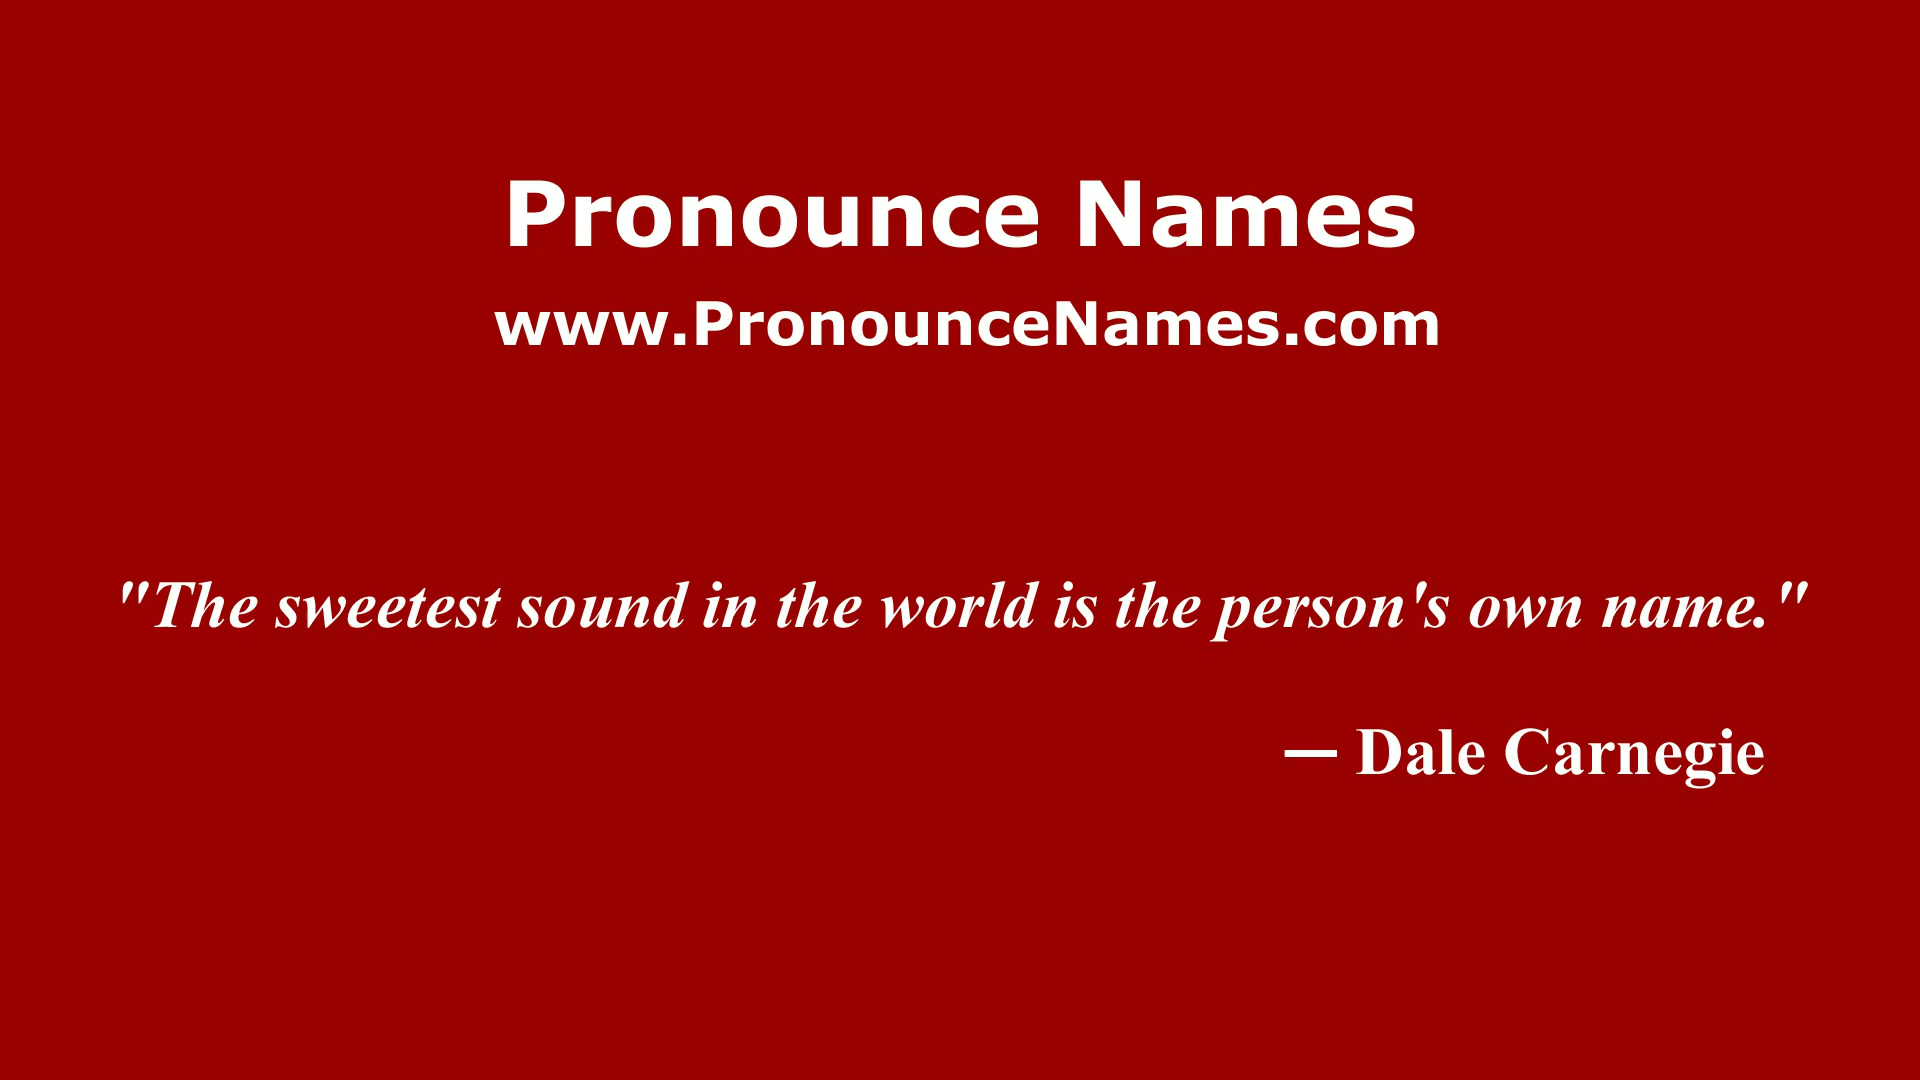 Pronounce Names
www.PronounceNames.com
"The sweetest sound in the world is the person's own name."
— Dale Carnegie